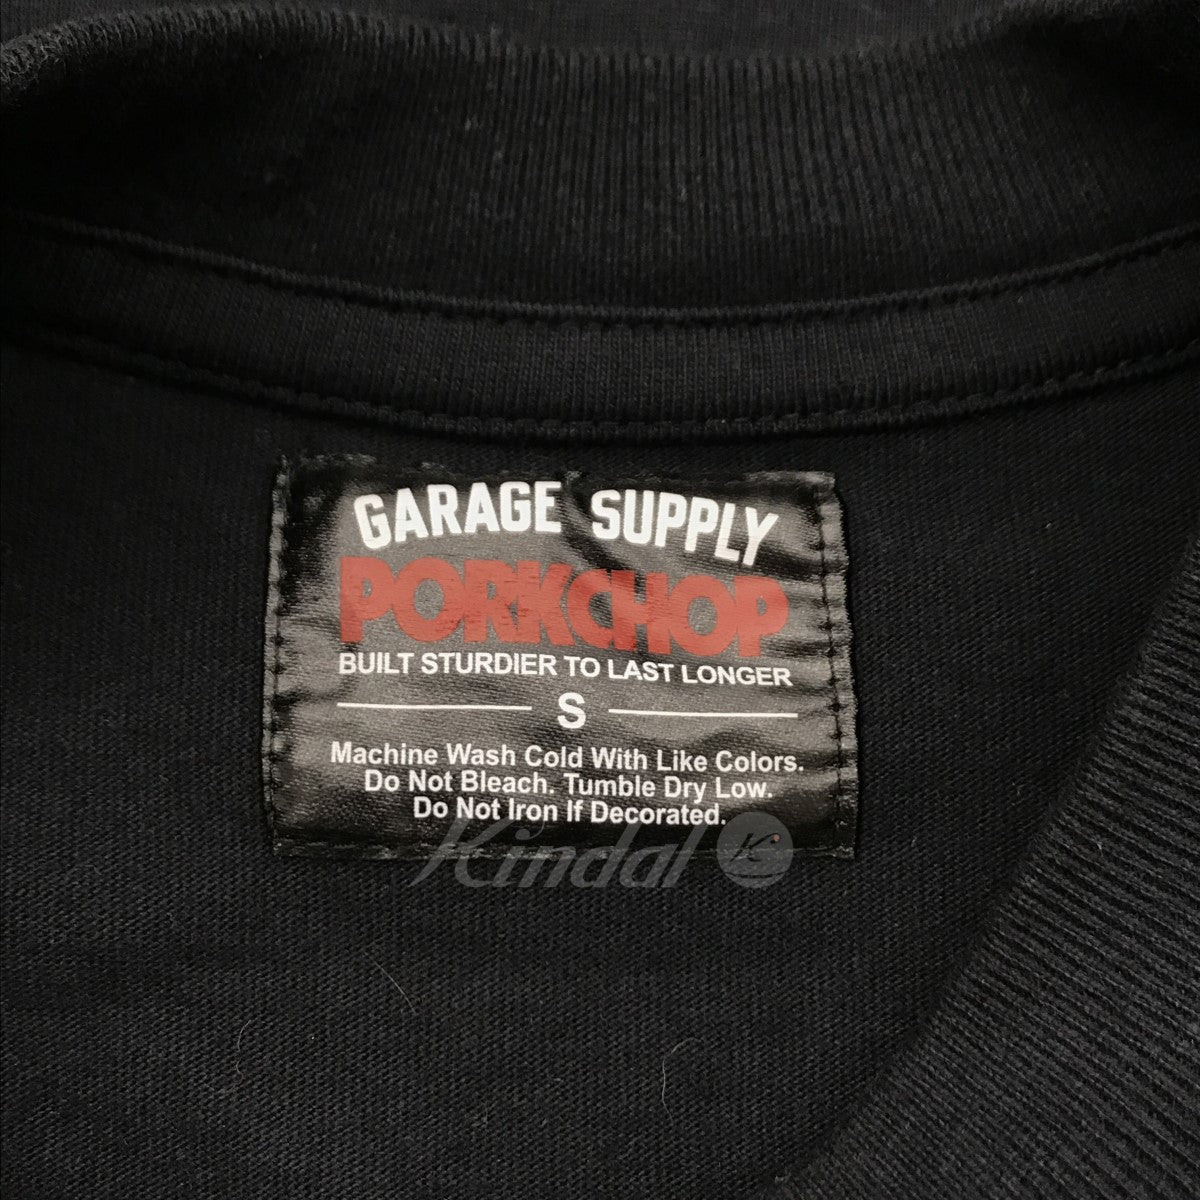 GARAGE SUPPLY
PORKCHOP
BUILT STURDIER TO LAST LONGER
S
Machine Wash Cold With Like Colors.
Do Not Bleach. Tumble Dry Low.
Do Not Iron If Decorated.
Kindal K